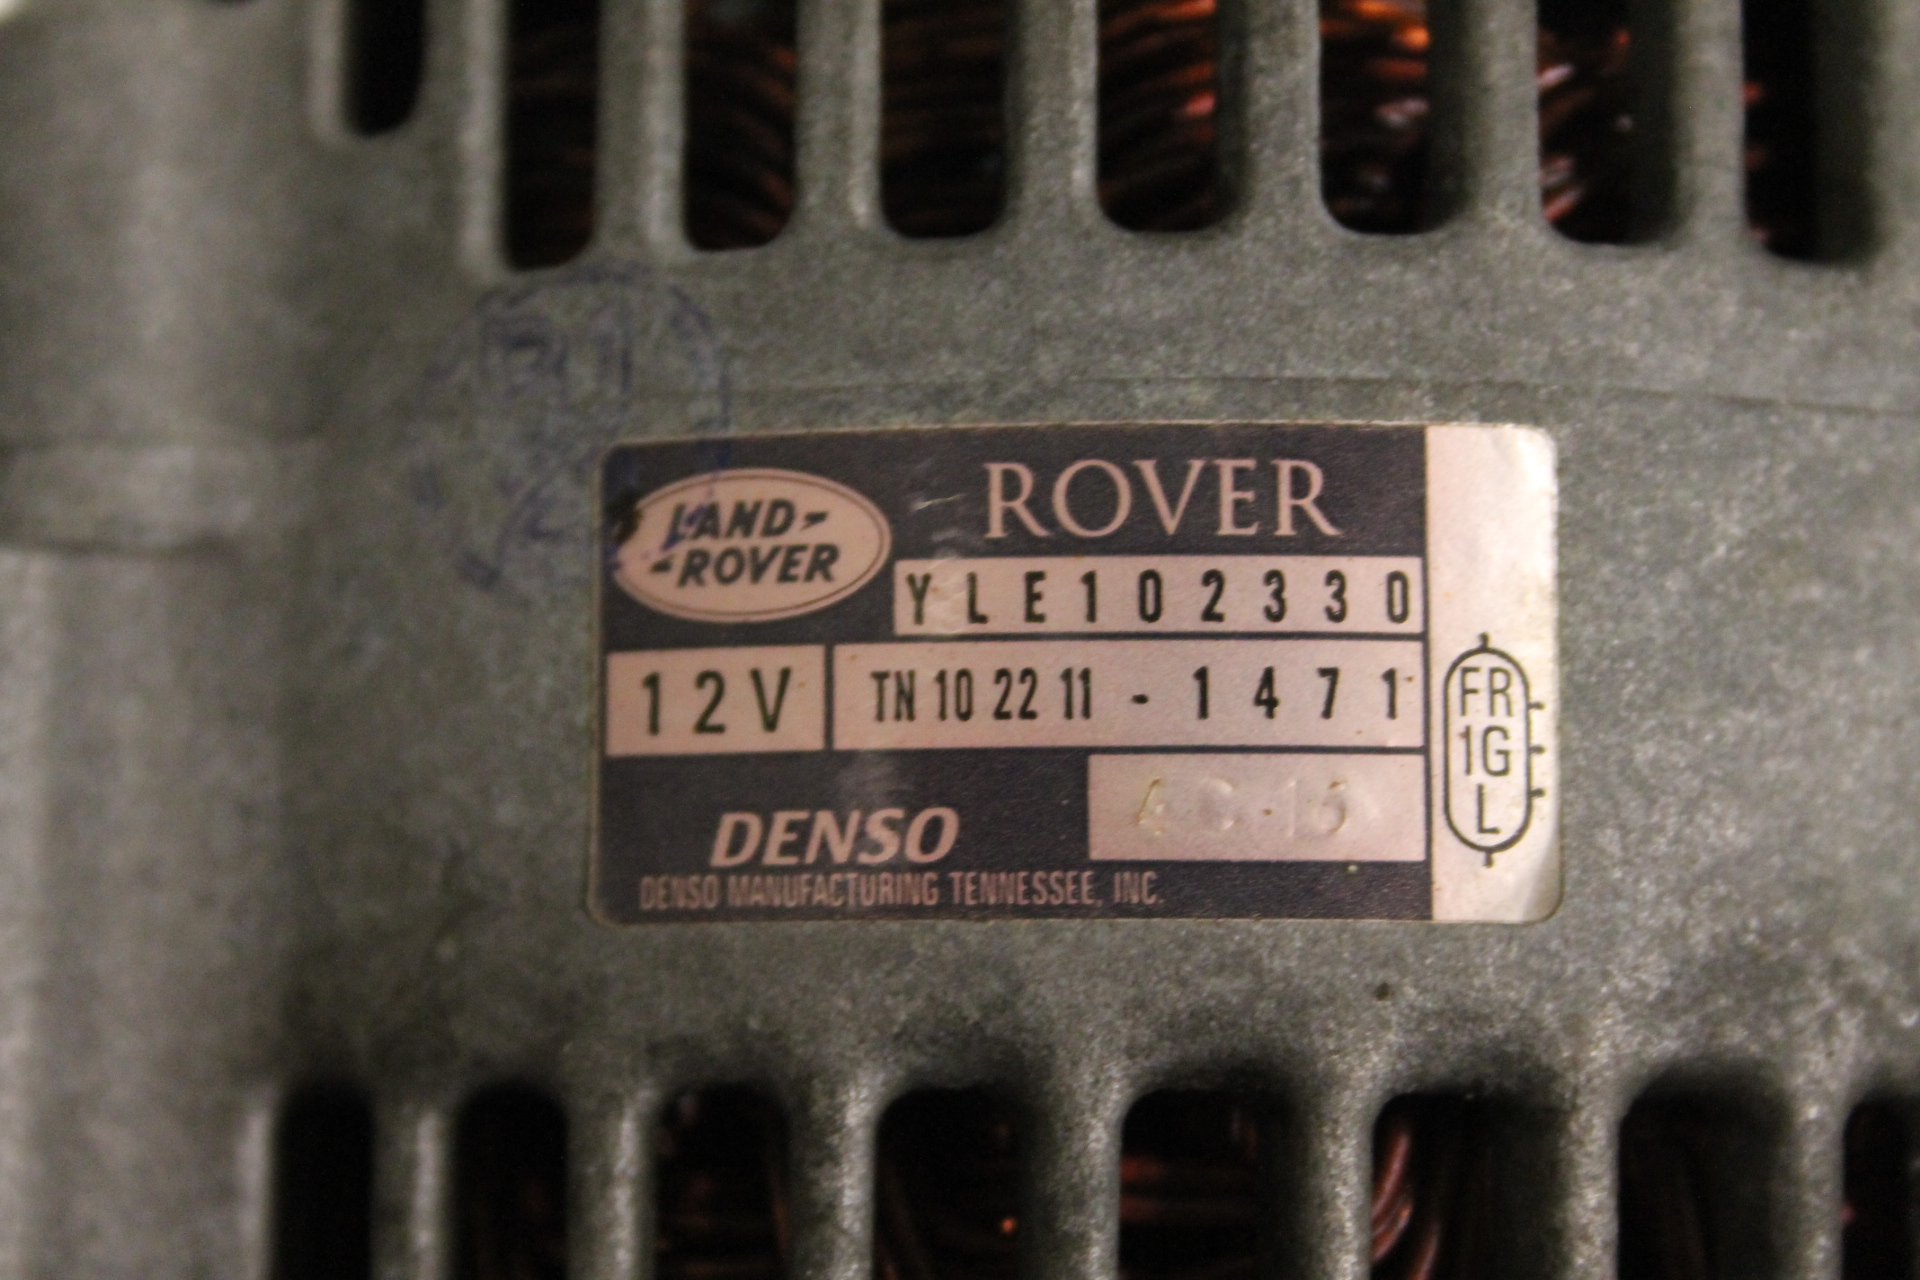 LAND-
-ROVER
ROVER
YLE102330
12V
TN 10 22 11 - 1471
DENSO
DENSO MANUFACTURING TENNESSEE, INC.
FR
1G
L